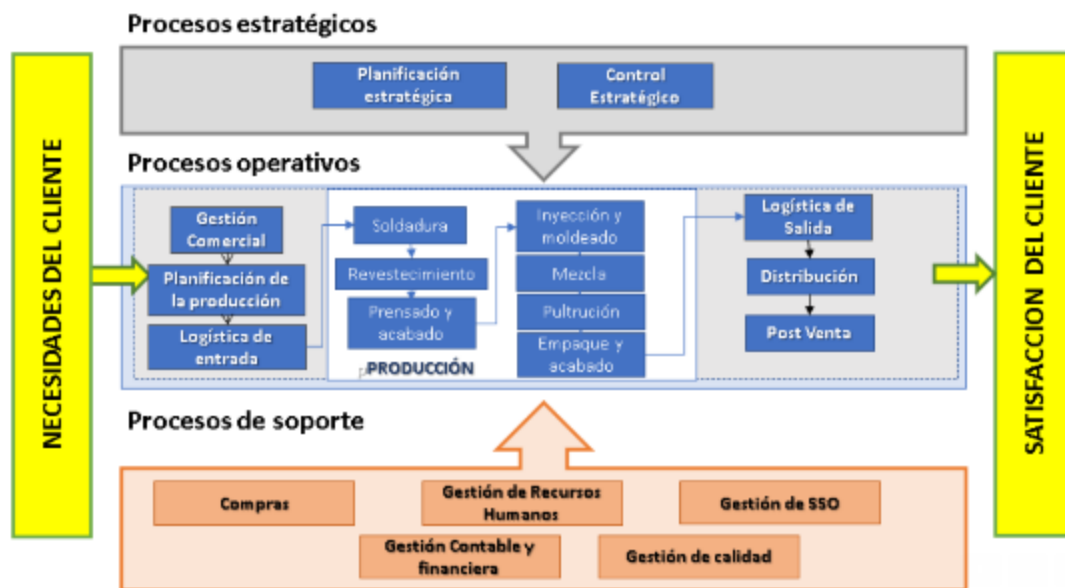 Procesos estratégicos
Planificación
estratégica
Control
Estratégico
NECESIDADES DEL CLIENTE
Procesos operativos
Gestión
Comercial
Planificación de
la producción
Logística de
entrada
Soldadura
Revestecimiento
Prensado y
acabado
PRODUCCIÓN
Inyección y
moldeado
Mezcla
Pultrución
Empaque y
acabado
Logística de
Salida
Distribución
Post Venta
SATISFACCION DEL CLIENTE
Procesos de soporte
Compras
Gestión de Recursos
Humanos
Gestión de SSO
Gestión Contable y
financiera
Gestión de calidad